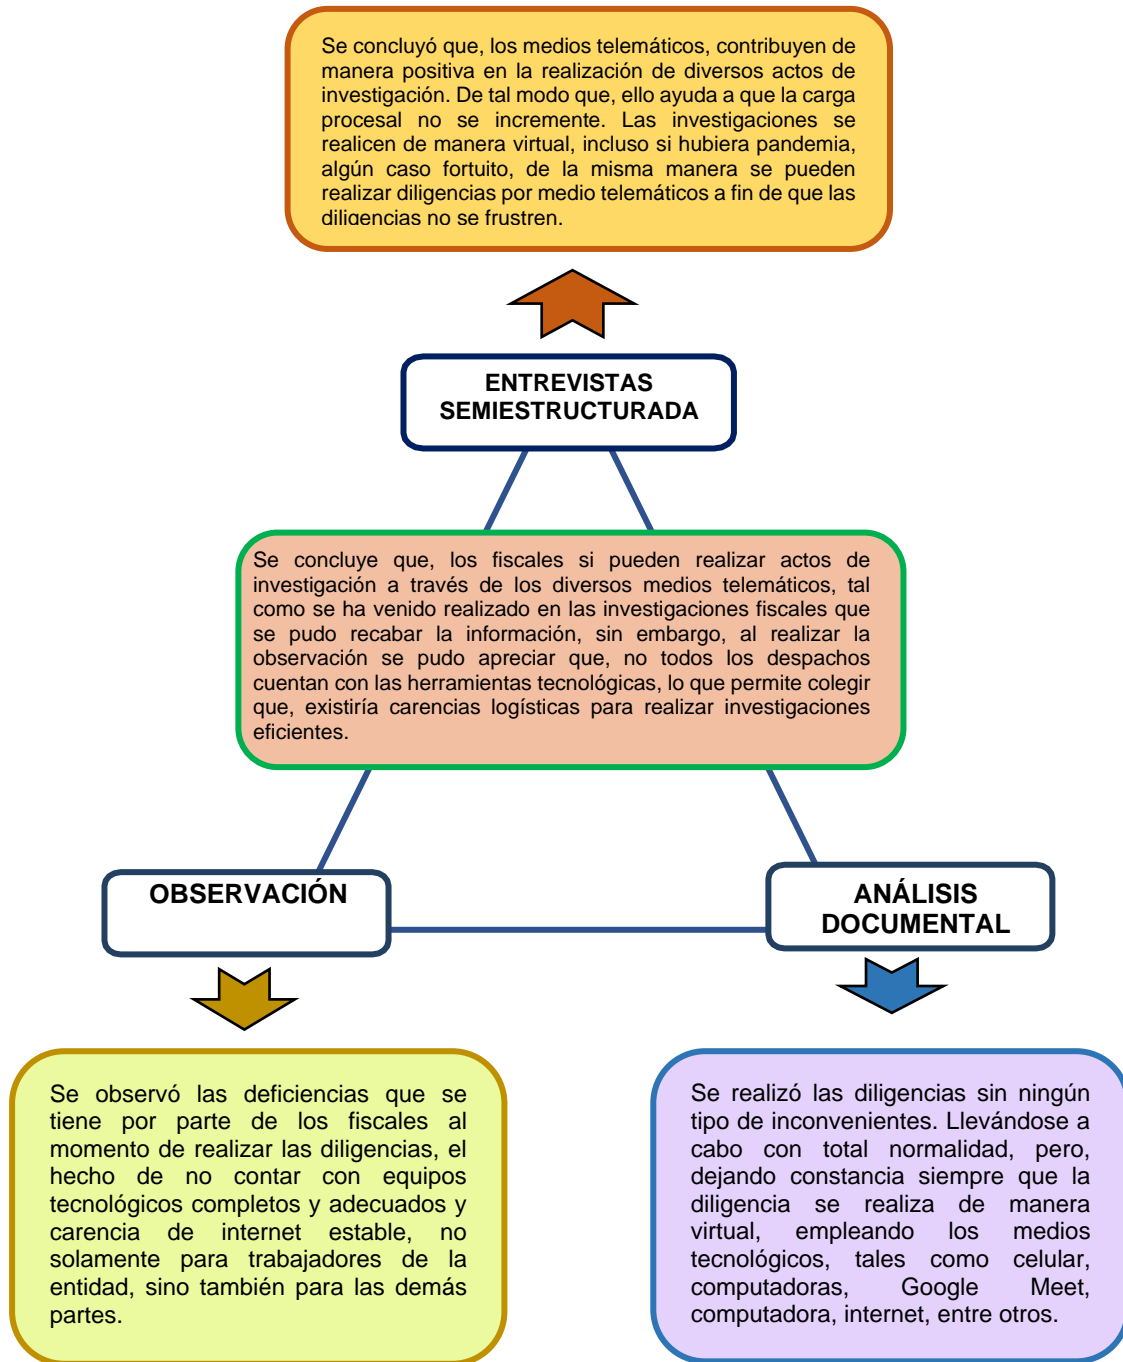 Se concluyó que, los medios telemáticos, contribuyen de
manera positiva en la realización de diversos actos de
investigación. De tal modo que, ello ayuda a que la carga
procesal no se incremente. Las investigaciones se
realicen de manera virtual, incluso si hubiera pandemia,
algún caso fortuito, de la misma manera se pueden
realizar diligencias por medio telemáticos a fin de que las
diligencias no se frustren.
ENTREVISTAS
SEMIESTRUCTURADA
Se concluye que, los fiscales si pueden realizar actos de
investigación a través de los diversos medios telemáticos, tal
como se ha venido realizado en las investigaciones fiscales que
se pudo recabar la información, sin embargo, al realizar la
observación se pudo apreciar que, no todos los despachos
cuentan con las herramientas tecnológicas, lo que permite colegir
que, existiría carencias logísticas para realizar investigaciones
eficientes.
OBSERVACIÓN
ANÁLISIS
DOCUMENTAL
Se observó las deficiencias que se
tiene por parte de los fiscales al
momento de realizar las diligencias, el
hecho de no contar con equipos
tecnológicos completos y adecuados y
carencia de internet estable, no
solamente para trabajadores de la
entidad, sino también para las demás
partes.
Se realizó las diligencias sin ningún
tipo de inconvenientes. Llevándose a
cabo con total normalidad, pero,
dejando constancia siempre que la
diligencia se realiza de manera
virtual, empleando los medios
tecnológicos, tales como celular,
computadoras, Google Meet,
computadora, internet, entre otros.